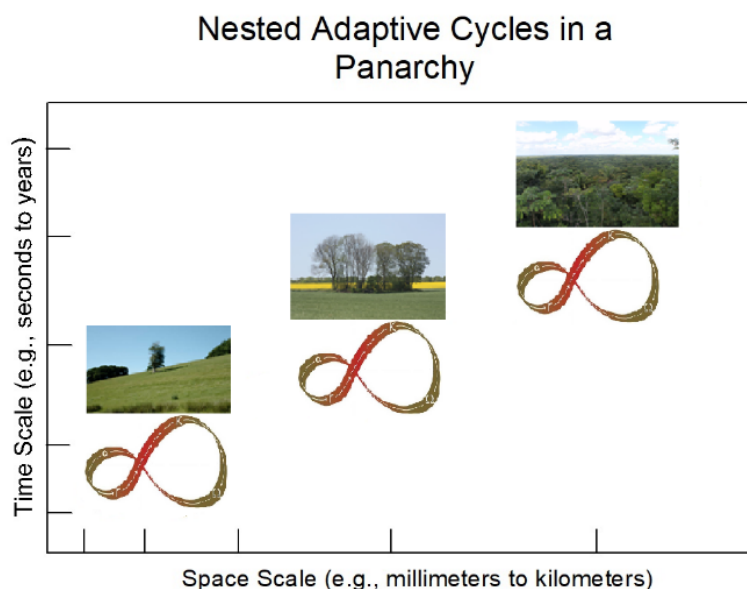 Nested Adaptive Cycles in a
Panarchy
Time Scale (e.g., seconds to years)
K
r
Ω
K
r
Ω
K
Ω
Space Scale (e.g., millimeters to kilometers)